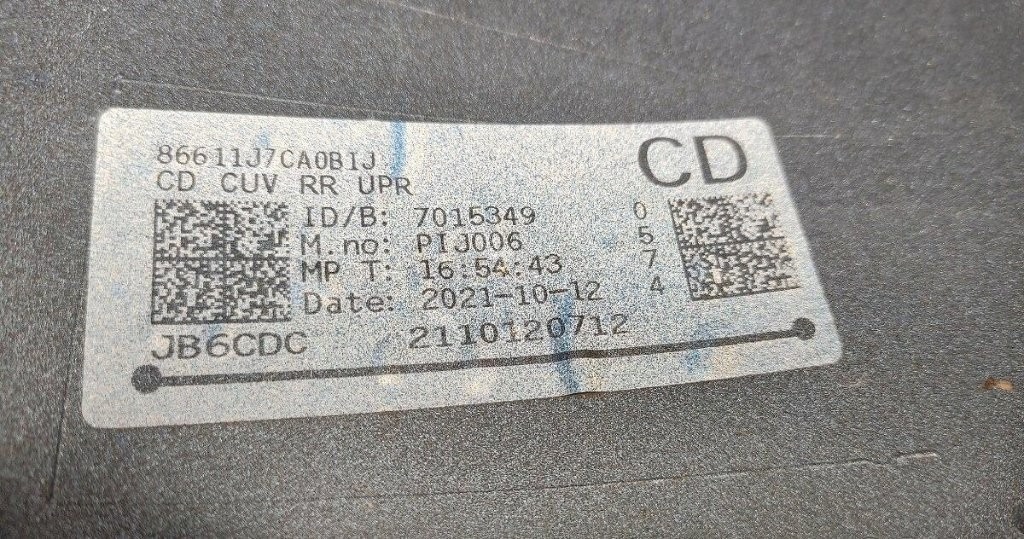 86611J7CA0BIJ
CD
CD CUV RR UPR
ID/B: 7015349
M.no: PIJ006
MP T: 16:54:43
Date: 2021-10-12
0
5
7
4
JB6CDC
2110120712